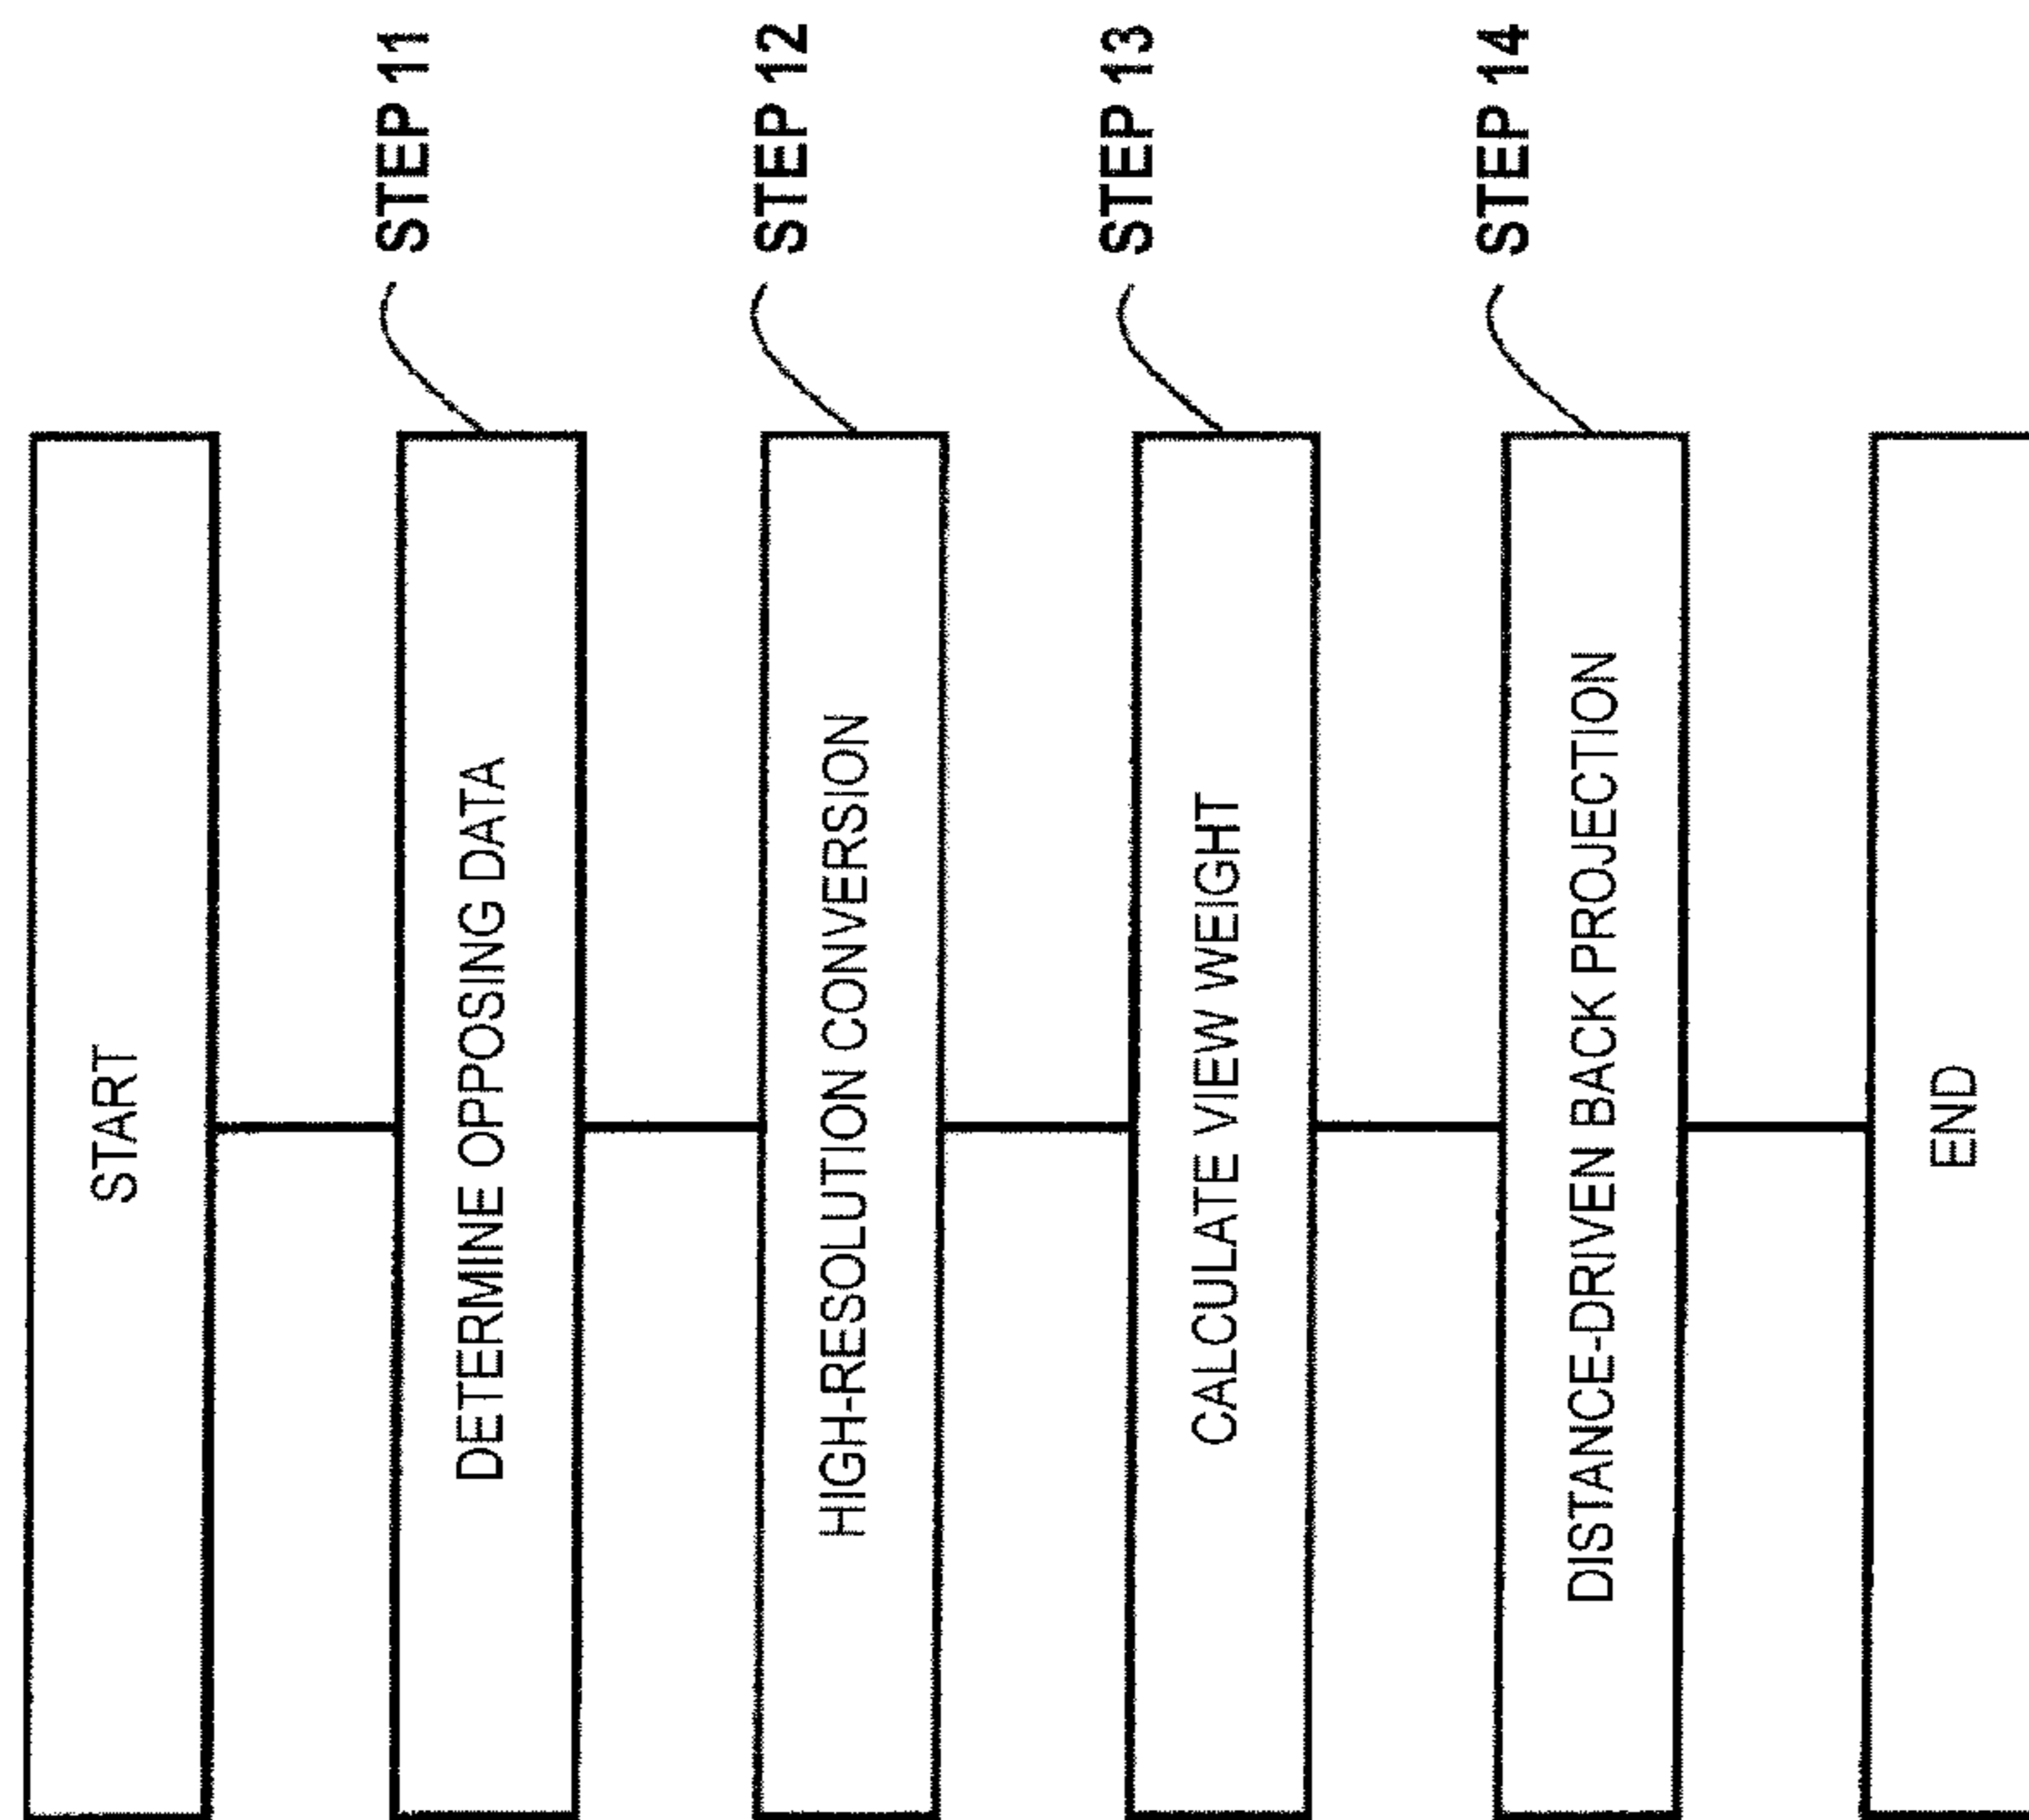 START
DETERMINE OPPOSING DATA
STEP 11
HIGH-RESOLUTION CONVERSION
STEP 12
CALCULATE VIEW WEIGHT
STEP 13
DISTANCE-DRIVEN BACK PROJECTION
STEP 14
END